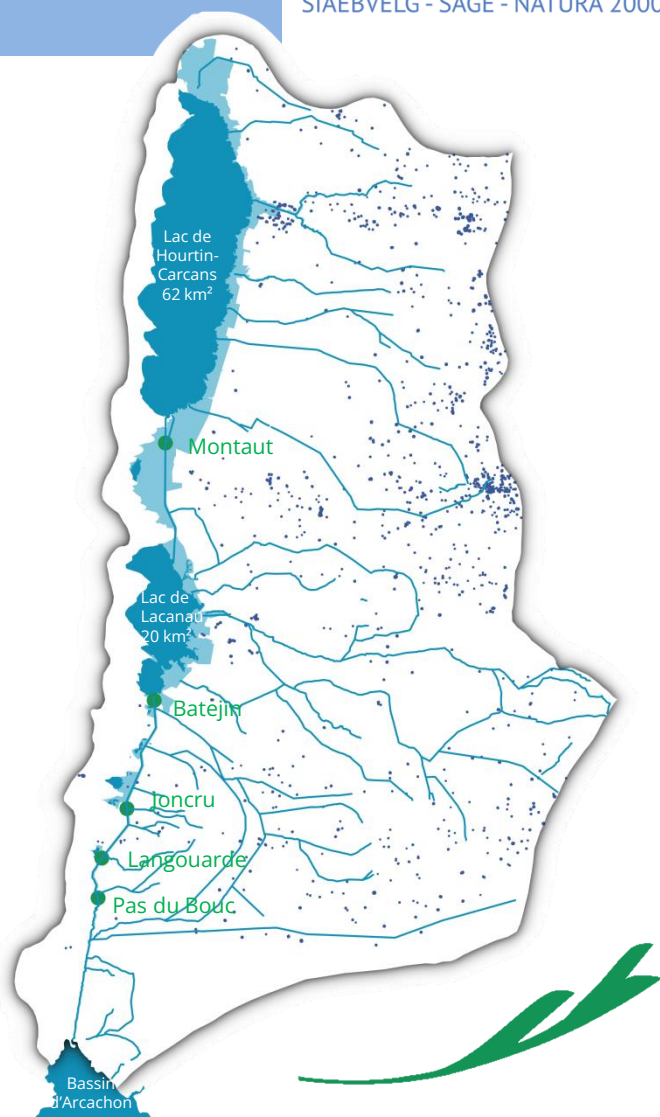 STAEBVELG - SAGE - NATURA 2000
Lac de
Hourtin-
Carcans
62 km²
Montaut
Lac de
Lacanau
20 km²
Batejin
Joncru
Langouarde
Pas du Bouc
Bassin
d'Arcachon